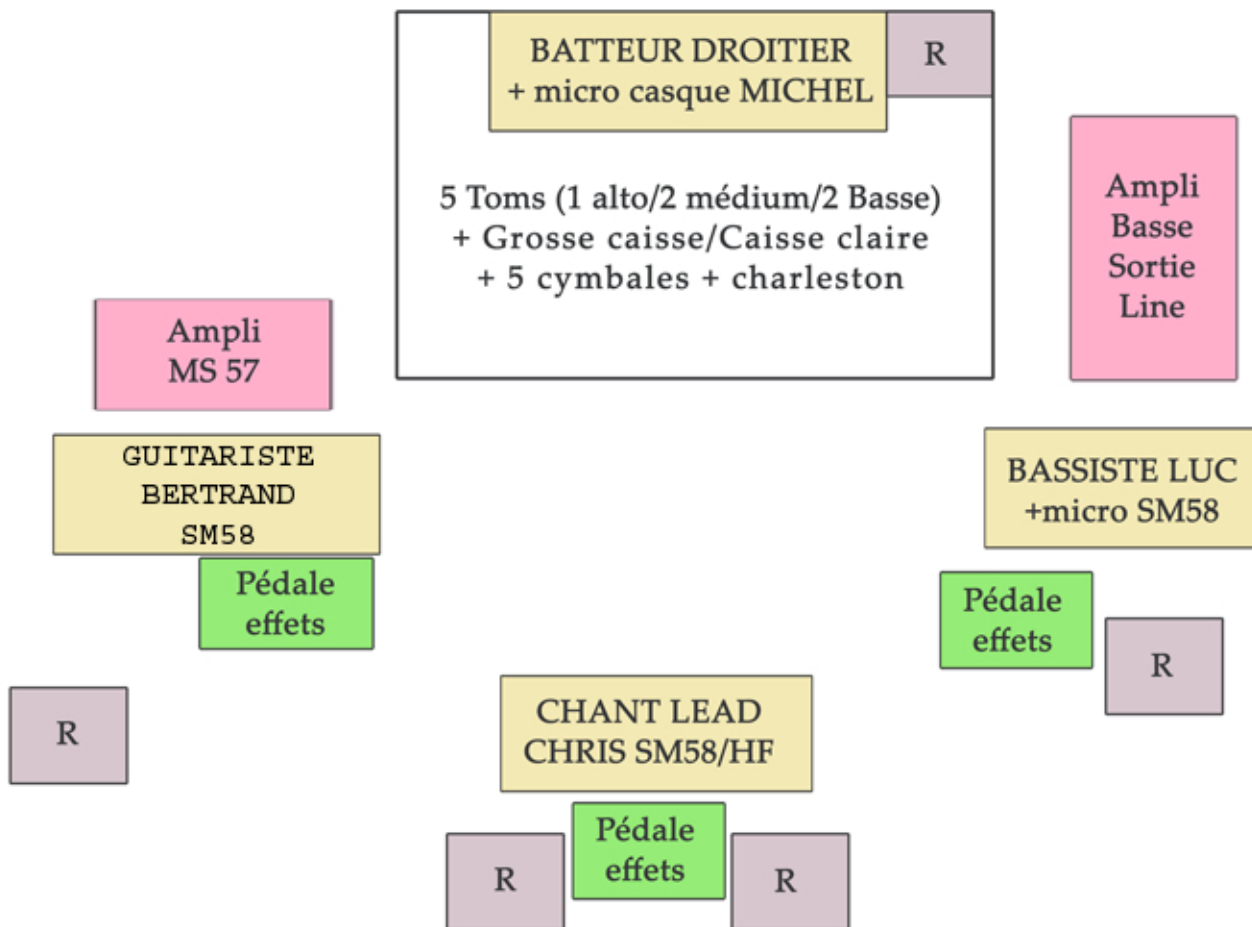 BATTEUR DROITIER
+ micro casque MICHEL
R
5 Toms (1 alto/2 médium/2 Basse)
+ Grosse caisse/Caisse claire
+ 5 cymbales + charleston
Ampli
Basse
Sortie
Line
Ampli
MS 57
GUITARISTE
BERTRAND
SM58
Pédale
effets
R
BASSISTE LUC
+micro SM58
Pédale
effets
R
CHANT LEAD
CHRIS SM58/HF
R
Pédale
effets
R